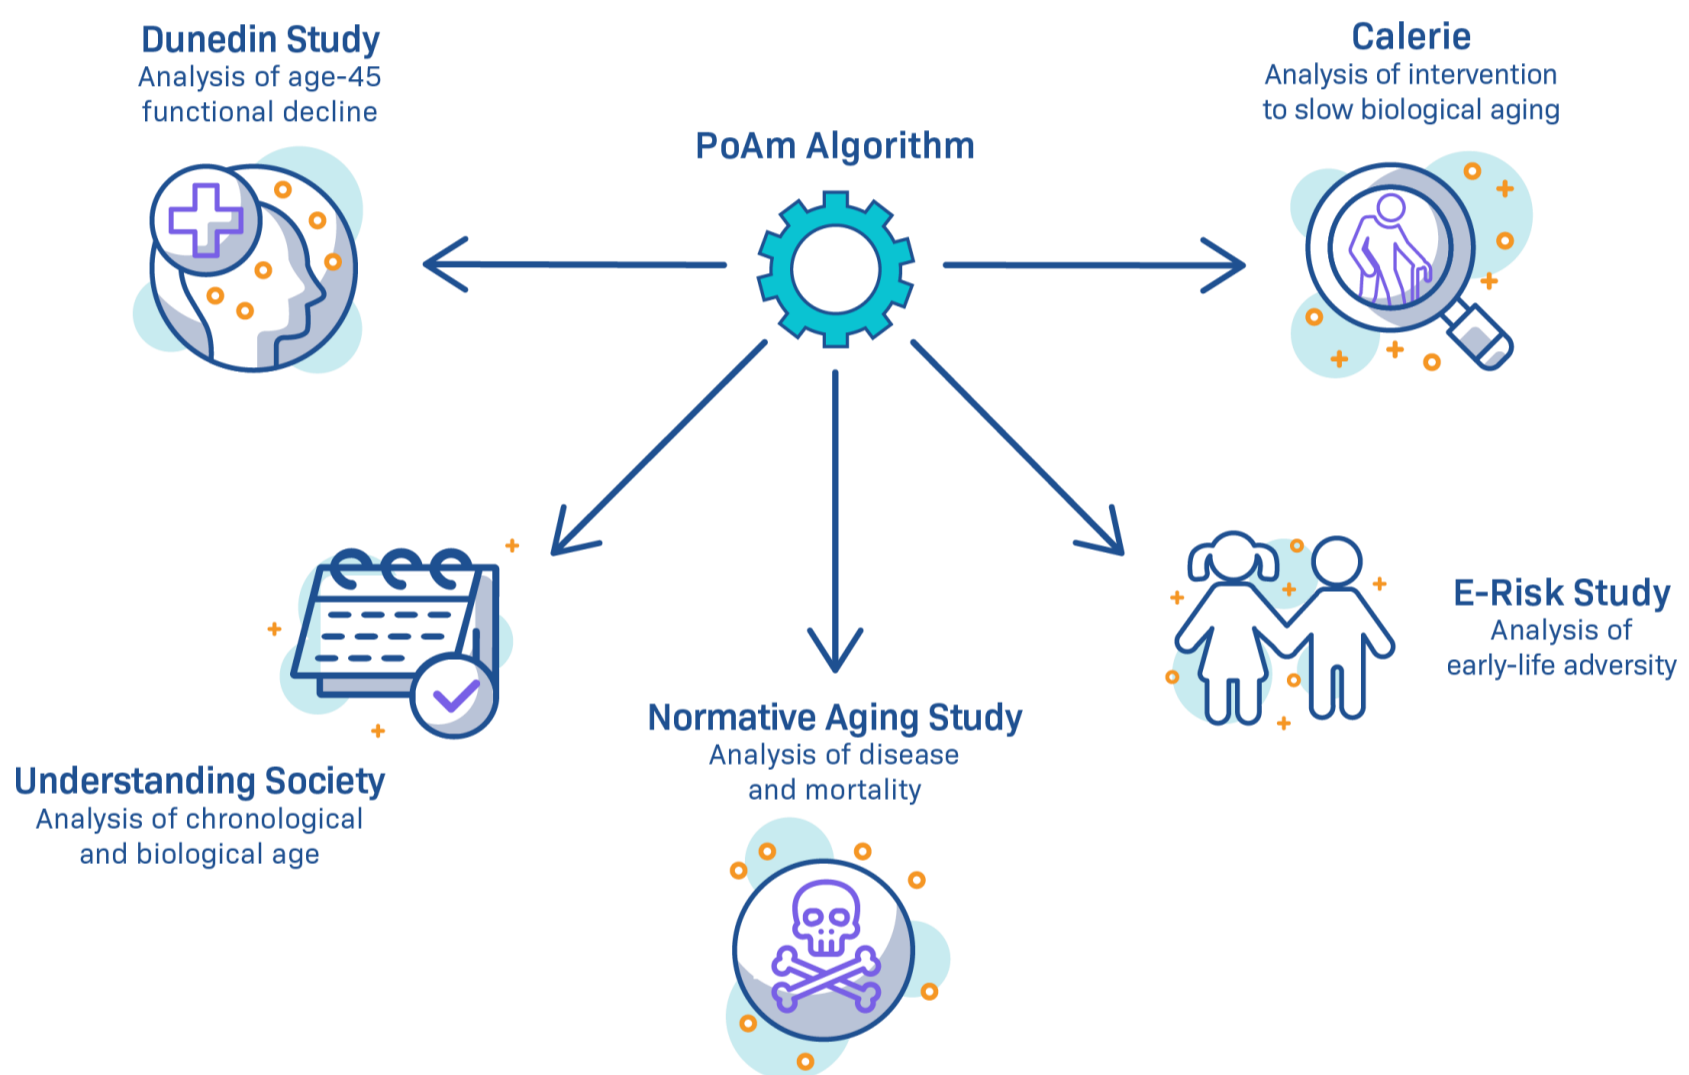 Dunedin Study
Analysis of age-45
functional decline
PoAm Algorithm
Calerie
Analysis of intervention
to slow biological aging
Understanding Society
Analysis of chronological
and biological age
Normative Aging Study
Analysis of disease
and mortality
E-Risk Study
Analysis of
early-life adversity